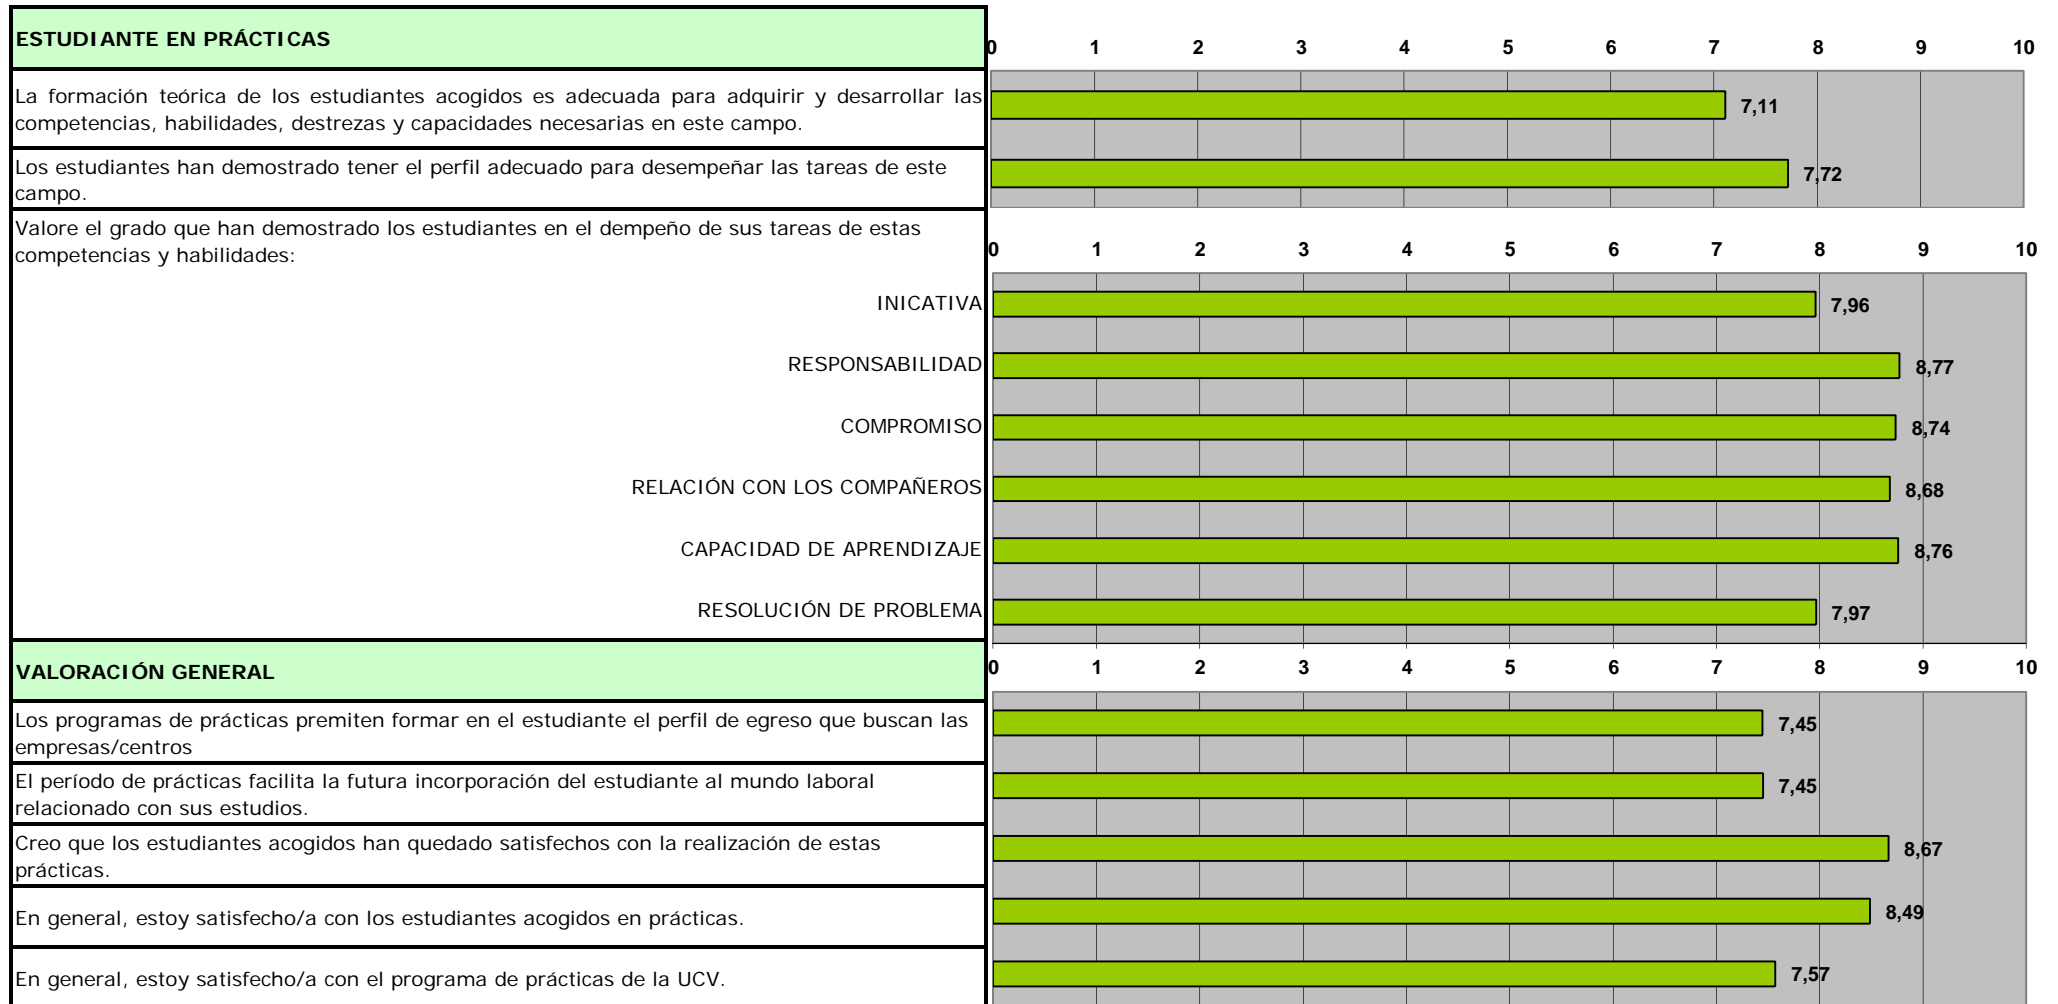 ESTUDIANTE EN PRÁCTICAS
0 1 2 3 4 5 6 7 8 9 10
La formación teórica de los estudiantes acogidos es adecuada para adquirir y desarrollar las
competencias, habilidades, destrezas y capacidades necesarias en este campo.
7,11
Los estudiantes han demostrado tener el perfil adecuado para desempeñar las tareas de este
campo.
7,72
Valore el grado que han demostrado los estudiantes en el dempeño de sus tareas de estas
competencias y habilidades:
0 1 2 3 4 5 6 7 8 9 10
INICATIVA
7,96
RESPONSABILIDAD
8,77
COMPROMISO
8,74
RELACIÓN CON LOS COMPAÑEROS
8,68
CAPACIDAD DE APRENDIZAJE
8,76
RESOLUCIÓN DE PROBLEMA
7,97
VALORACIÓN GENERAL
0 1 2 3 4 5 6 7 8 9 10
Los programas de prácticas premiten formar en el estudiante el perfil de egreso que buscan las
empresas/centros
7,45
El período de prácticas facilita la futura incorporación del estudiante al mundo laboral
relacionado con sus estudios.
7,45
Creo que los estudiantes acogidos han quedado satisfechos con la realización de estas
prácticas.
8,67
En general, estoy satisfecho/a con los estudiantes acogidos en prácticas.
8,49
En general, estoy satisfecho/a con el programa de prácticas de la UCV.
7,57